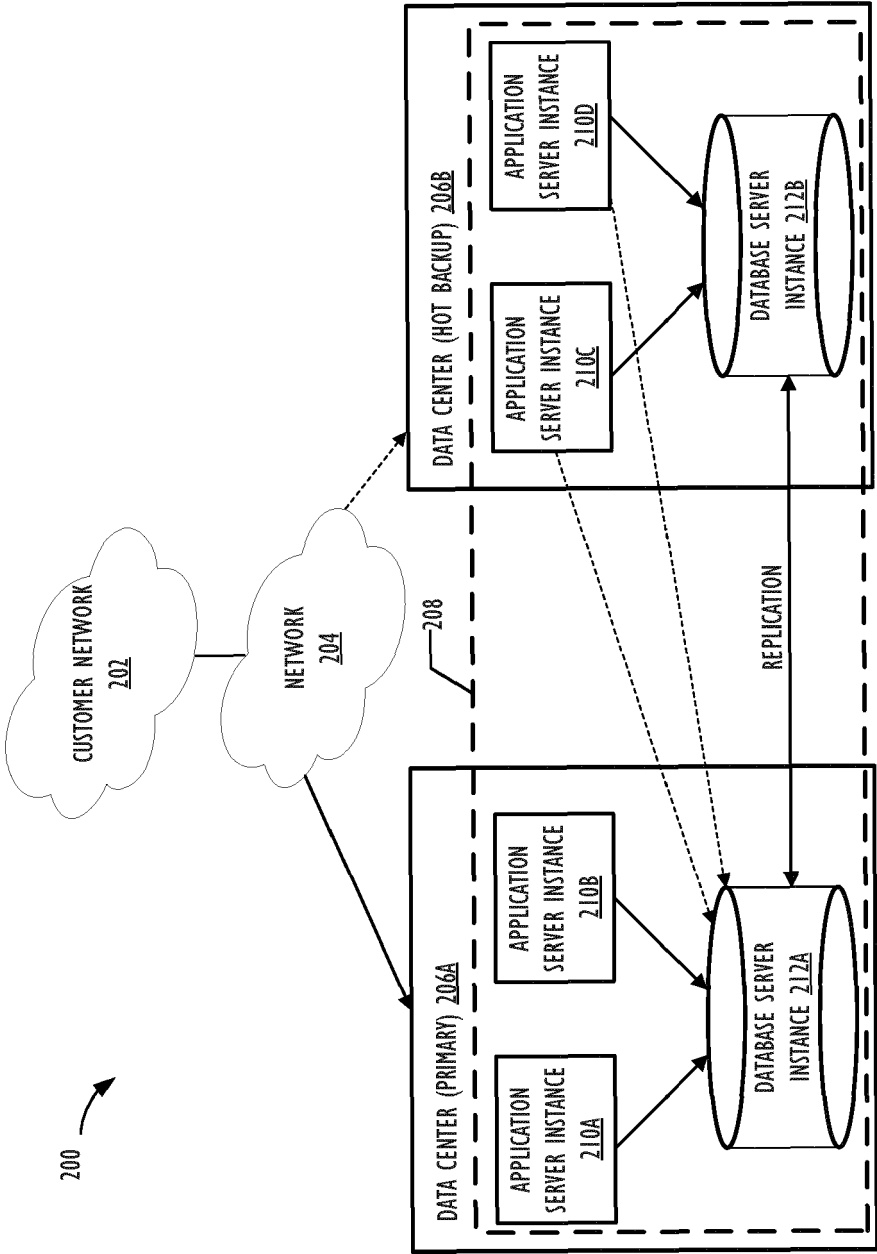 200
CUSTOMER NETWORK
202
NETWORK
204
208
DATA CENTER (PRIMARY) 206A
APPLICATION
SERVER INSTANCE
210A
APPLICATION
SERVER INSTANCE
210B
DATABASE SERVER
INSTANCE 212A
REPLICATION
DATA CENTER (HOT BACKUP) 206B
APPLICATION
SERVER INSTANCE
210C
APPLICATION
SERVER INSTANCE
210D
DATABASE SERVER
INSTANCE 212B